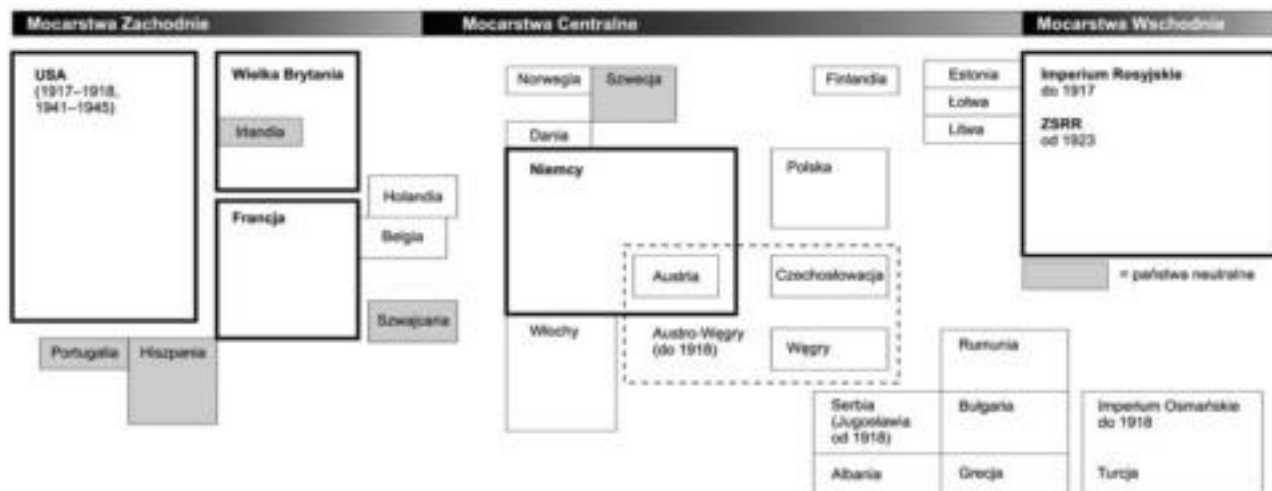 Mocarstwa Zachodnie
Mocarstwa Centralne
Mocarstwa Wschodnie
USA
(1917–1918,
1941–1945)
Wielka Brytania
Irlandia
Francja
Holandia
Belgia
Szwajcaria
Portugalia
Hiszpania
Norwegia
Szwecja
Finlandia
Dania
Niemcy
Polska
Austria
Czechosłowacja
Włochy
Austro-Węgry
(do 1918)
Węgry
Estonia
Łotwa
Litwa
Imperium Rosyjskie
do 1917
ZSRR
od 1923
= państwa neutralne
Rumunia
Serbia
(Jugosławia
od 1918)
Bułgaria
Imperium Osmańskie
do 1918
Albania
Grecja
Turcja